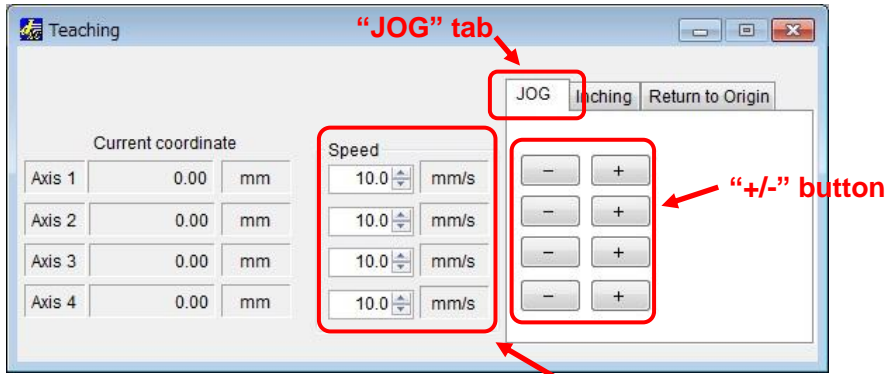 Teaching
“JOG” tab
JOG Inching Return to Origin
Current coordinate Speed
Axis 1 0.00 mm 10.0 mm/s - +
“+/-” button
Axis 2 0.00 mm 10.0 mm/s - +
Axis 3 0.00 mm 10.0 mm/s - +
Axis 4 0.00 mm 10.0 mm/s - +